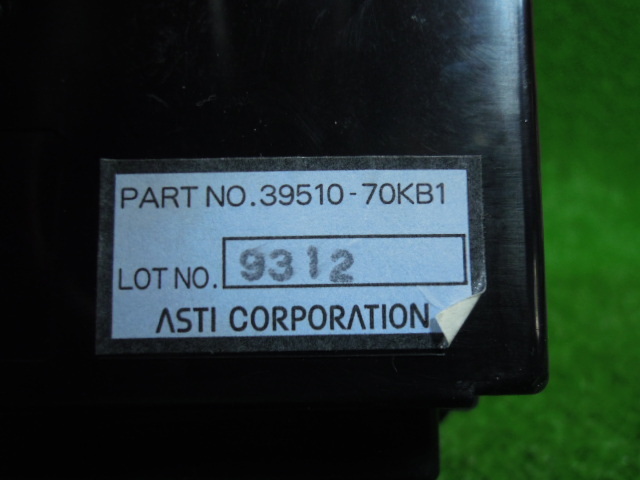 PART NO.39510-70KB1
LOT NO. 9312
ASTI CORPORATION